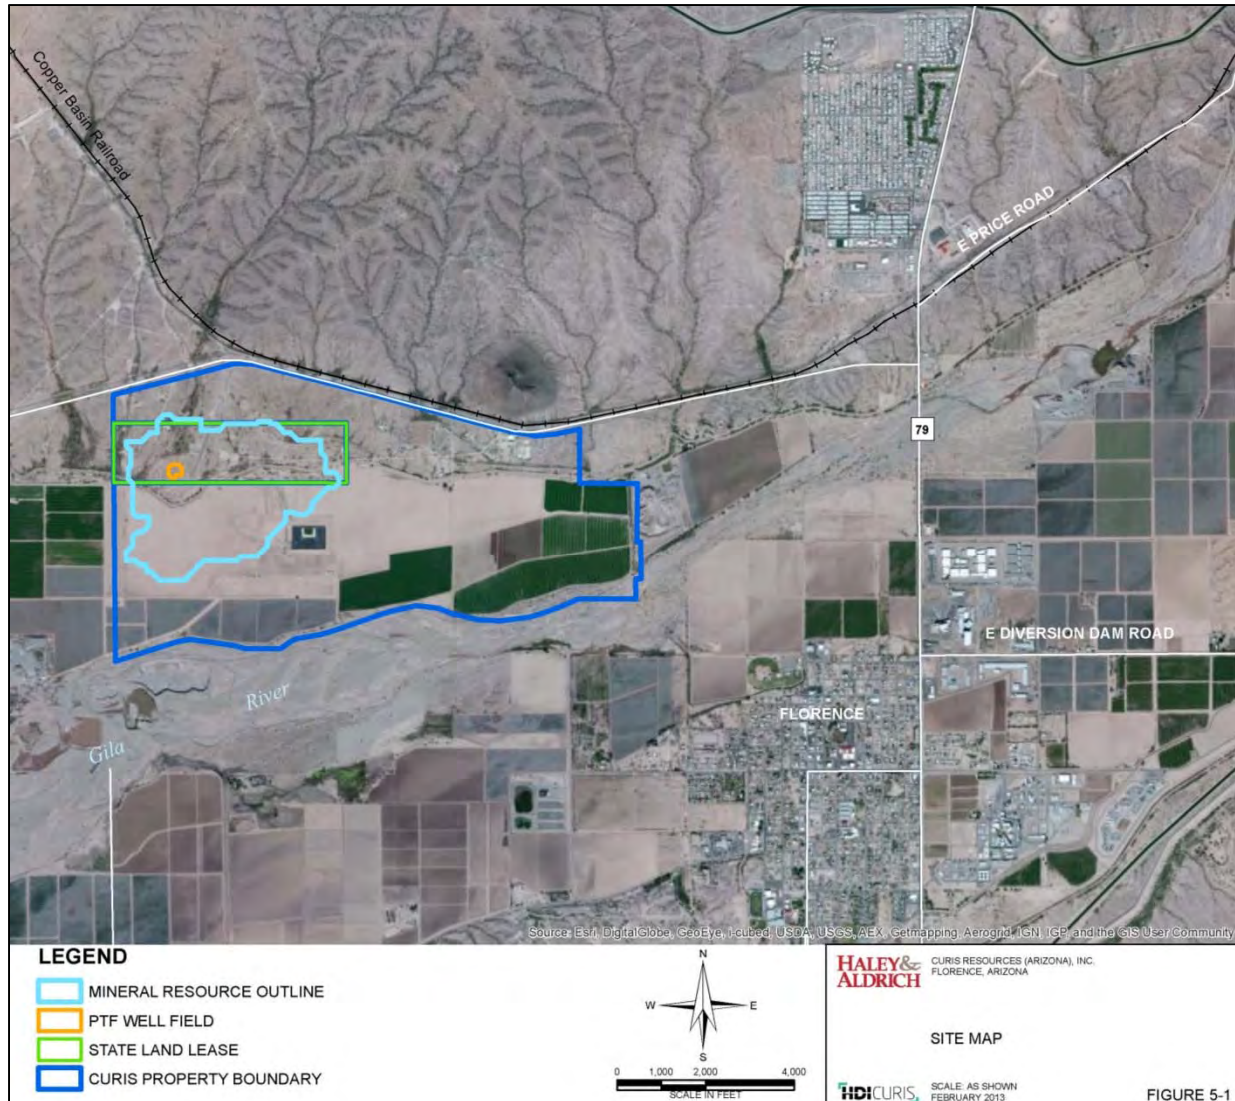 Copper Basin Railroad
E PRICE ROAD
79
E DIVERSION DAM ROAD
FLORENCE
River
Gila
Source: Esri, DigitalGlobe, GeoEye, i-cubed, USDA, USGS, AEX, Getmapping, Aerogrid, IGN, IGP, and the GIS User Community
LEGEND
MINERAL RESOURCE OUTLINE
PTF WELL FIELD
STATE LAND LEASE
CURIS PROPERTY BOUNDARY
N
W E
S
0 1,000 2,000 4,000
SCALE IN FEET
HALEY & ALDRICH
CURIS RESOURCES (ARIZONA), INC.
FLORENCE, ARIZONA
SITE MAP
HDICURIS
SCALE: AS SHOWN
FEBRUARY 2013
FIGURE 5-1